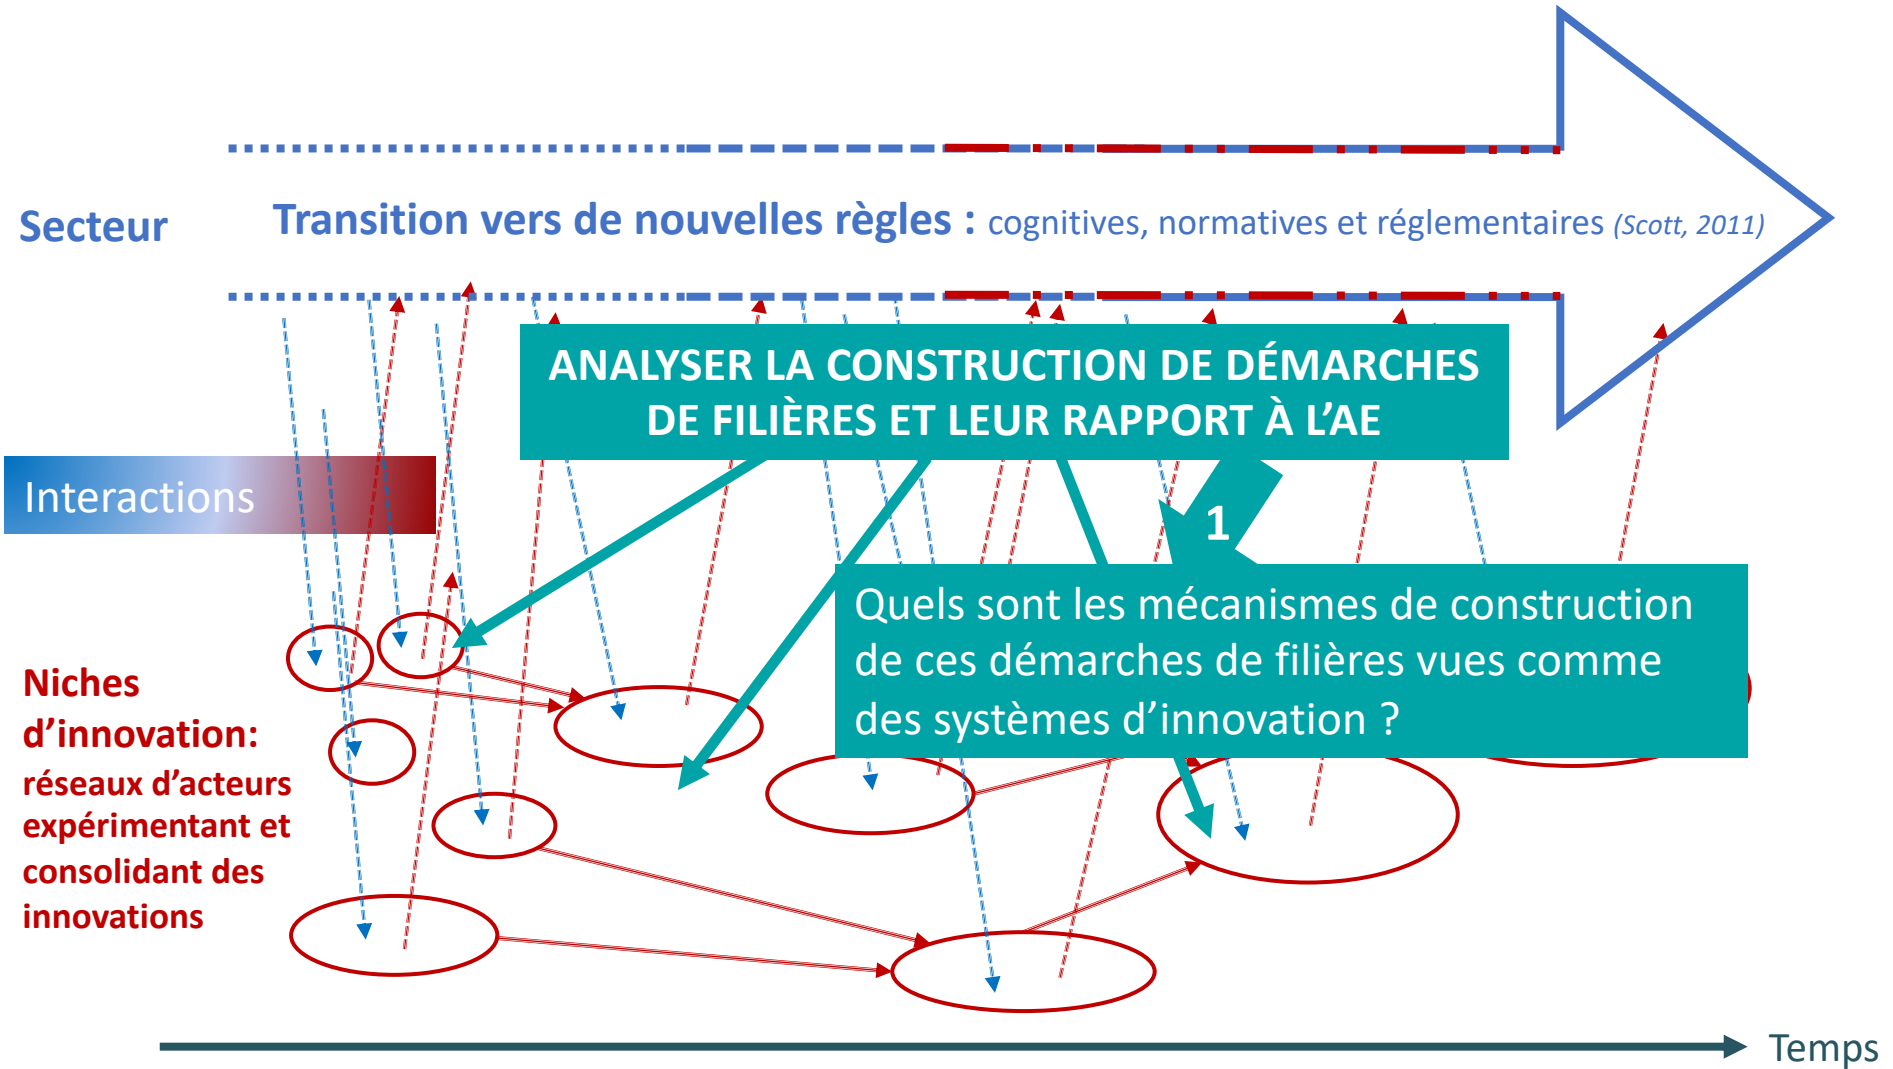 Secteur
Transition vers de nouvelles règles : cognitives, normatives et réglementaires (Scott, 2011)
ANALYSER LA CONSTRUCTION DE DÉMARCHES
DE FILIÈRES ET LEUR RAPPORT À L’AE
Interactions
1
Quels sont les mécanismes de construction
de ces démarches de filières vues comme
des systèmes d’innovation ?
Niches
d’innovation:
réseaux d’acteurs
expérimentant et
consolidant des
innovations
Temps